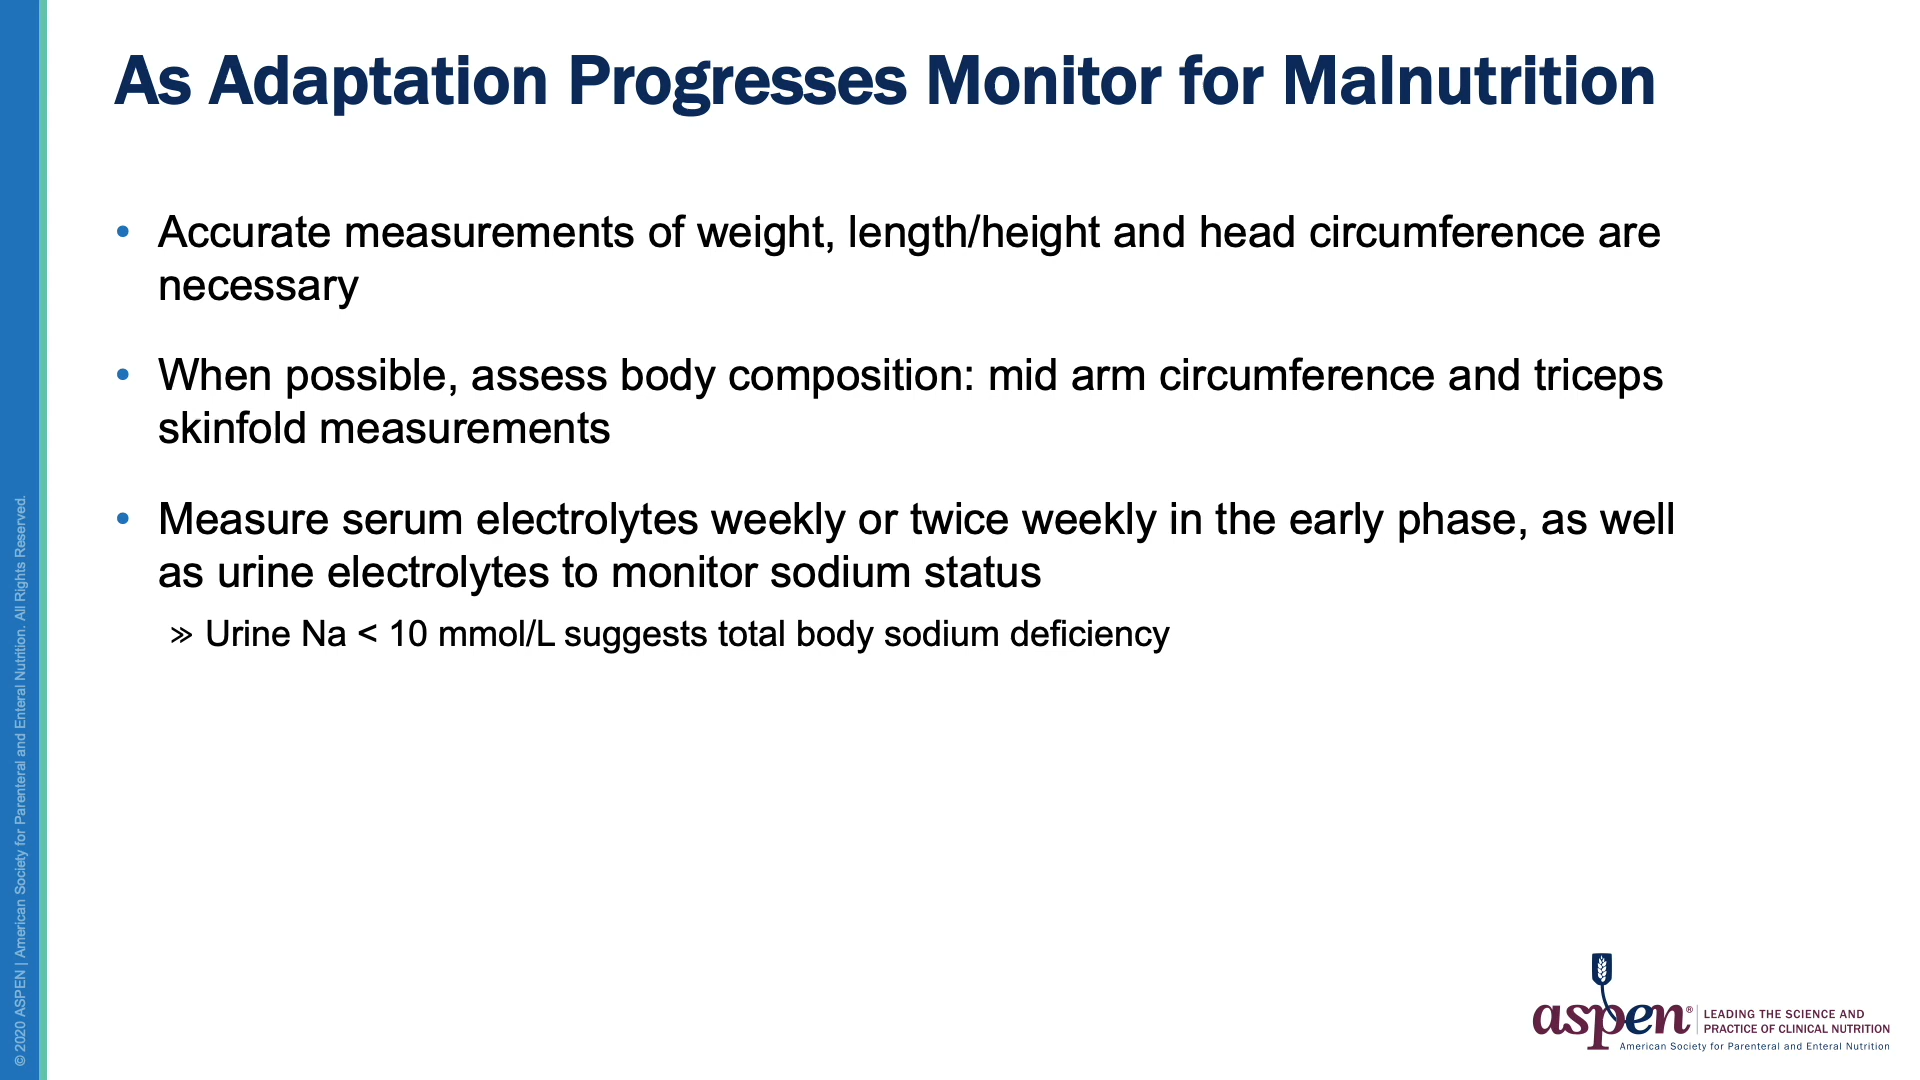 As Adaptation Progresses Monitor for Malnutrition
• Accurate measurements of weight, length/height and head circumference are
necessary
• When possible, assess body composition: mid arm circumference and triceps
skinfold measurements
• Measure serum electrolytes weekly or twice weekly in the early phase, as well
as urine electrolytes to monitor sodium status
» Urine Na < 10 mmol/L suggests total body sodium deficiency
© 2020 ASPEN | American Society for Parenteral and Enteral Nutrition. All Rights Reserved.
aspen®
LEADING THE SCIENCE AND
PRACTICE OF CLINICAL NUTRITION
American Society for Parenteral and Enteral Nutrition